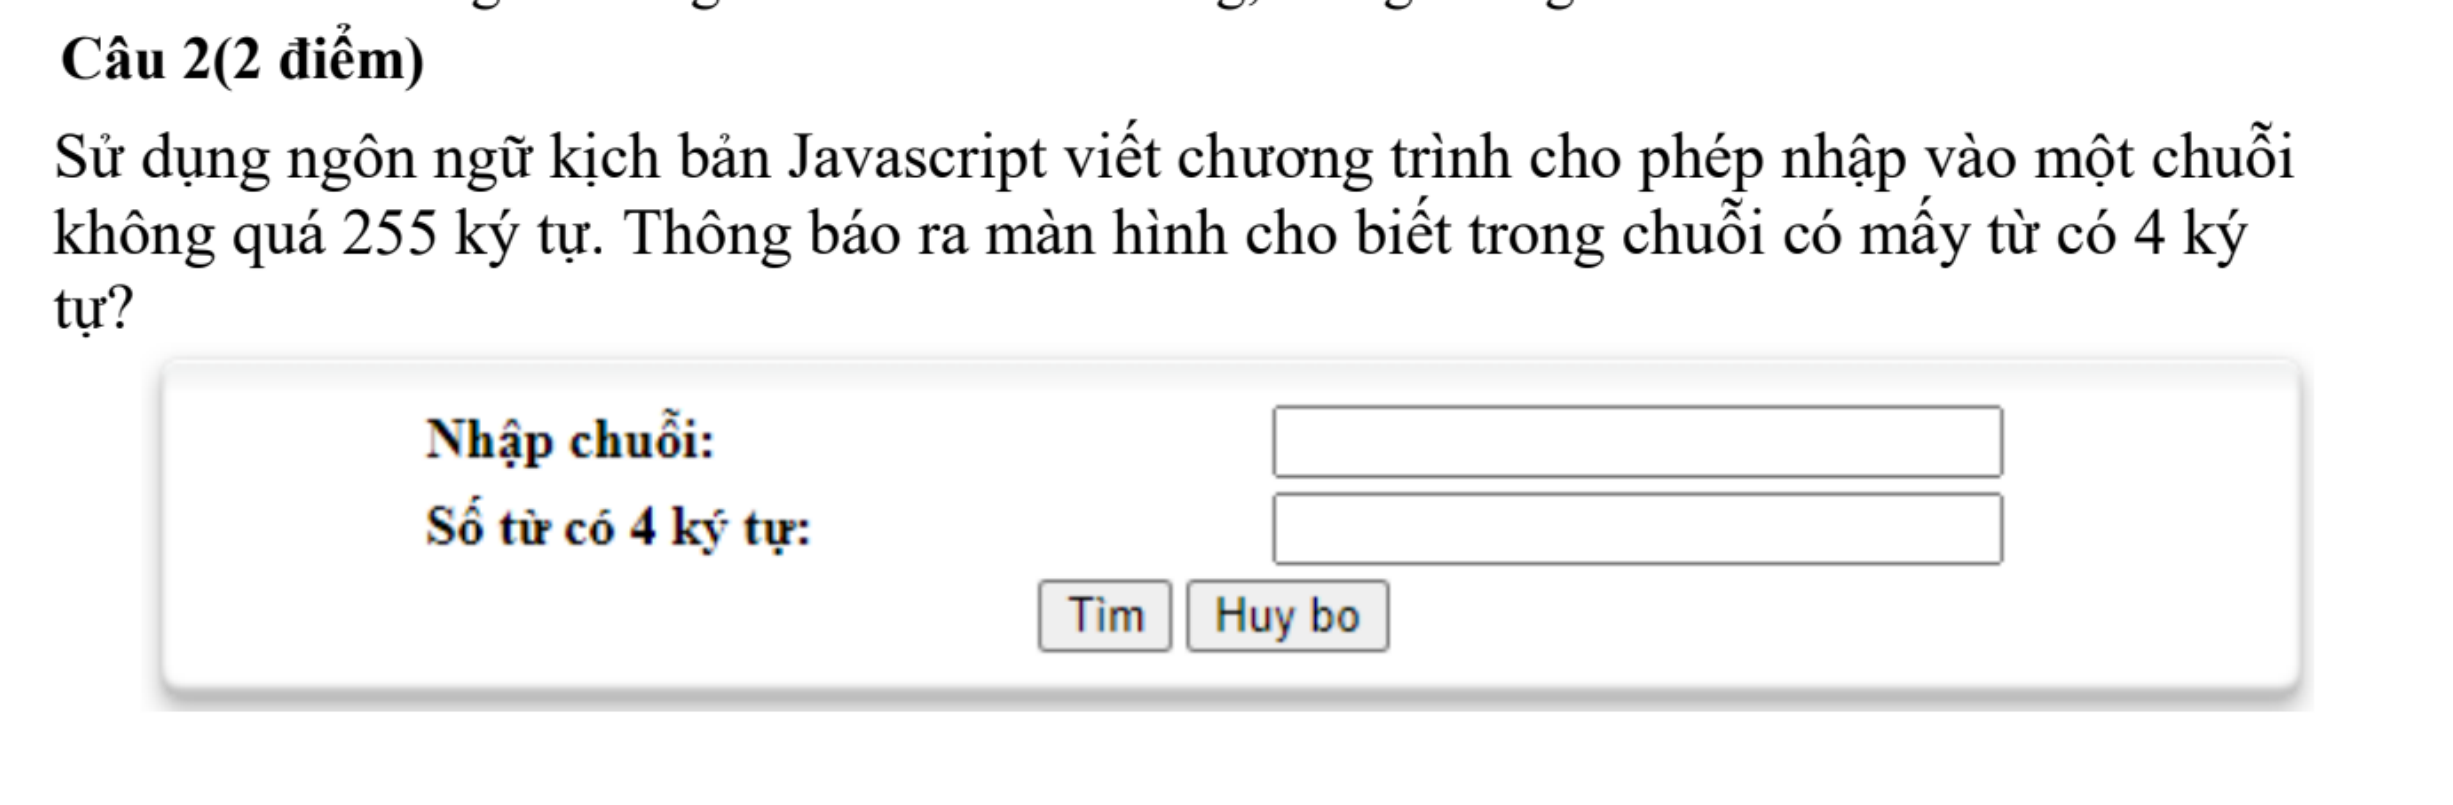 Câu 2(2 điểm)
Sử dụng ngôn ngữ kịch bản Javascript viết chương trình cho phép nhập vào một chuỗi
không quá 255 ký tự. Thông báo ra màn hình cho biết trong chuỗi có mấy từ có 4 ký
tự?
Nhập chuỗi:
Số từ có 4 ký tự:
Tìm Huy bo